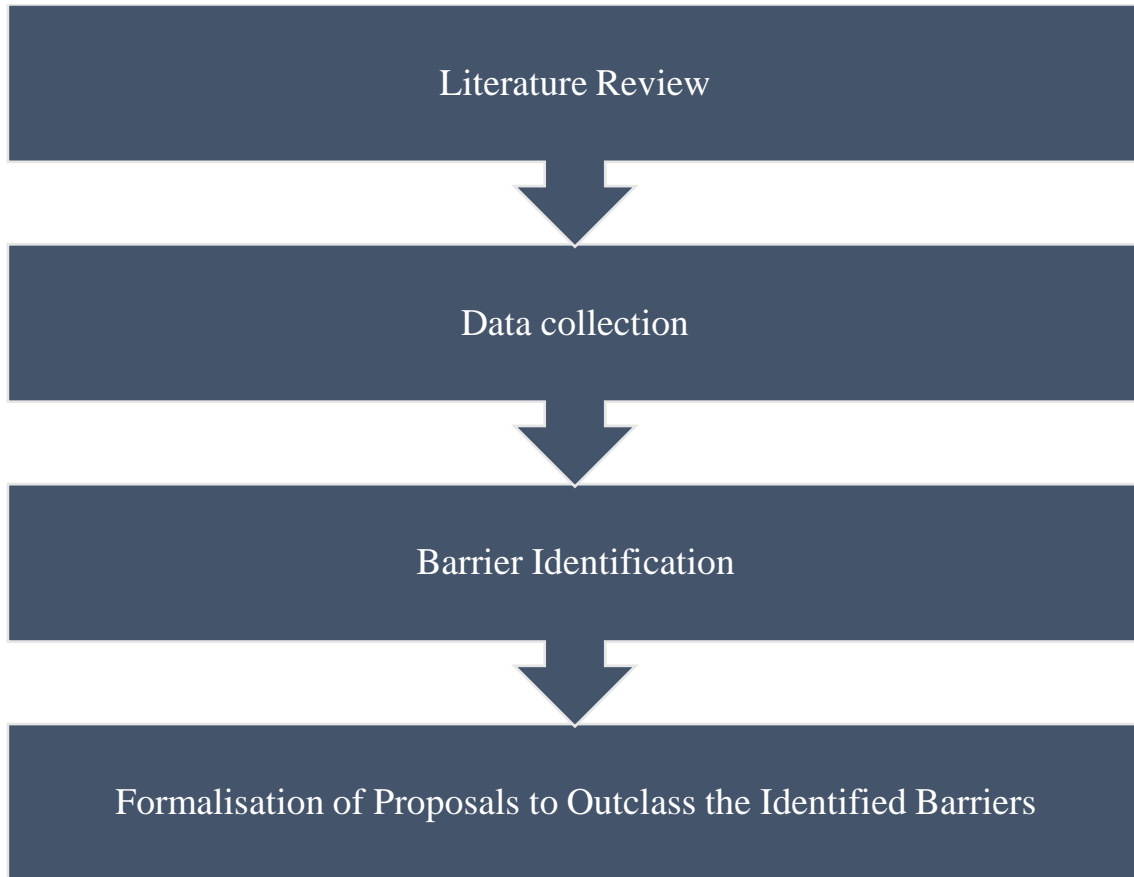 Literature Review
Data collection
Barrier Identification
Formalisation of Proposals to Outclass the Identified Barriers